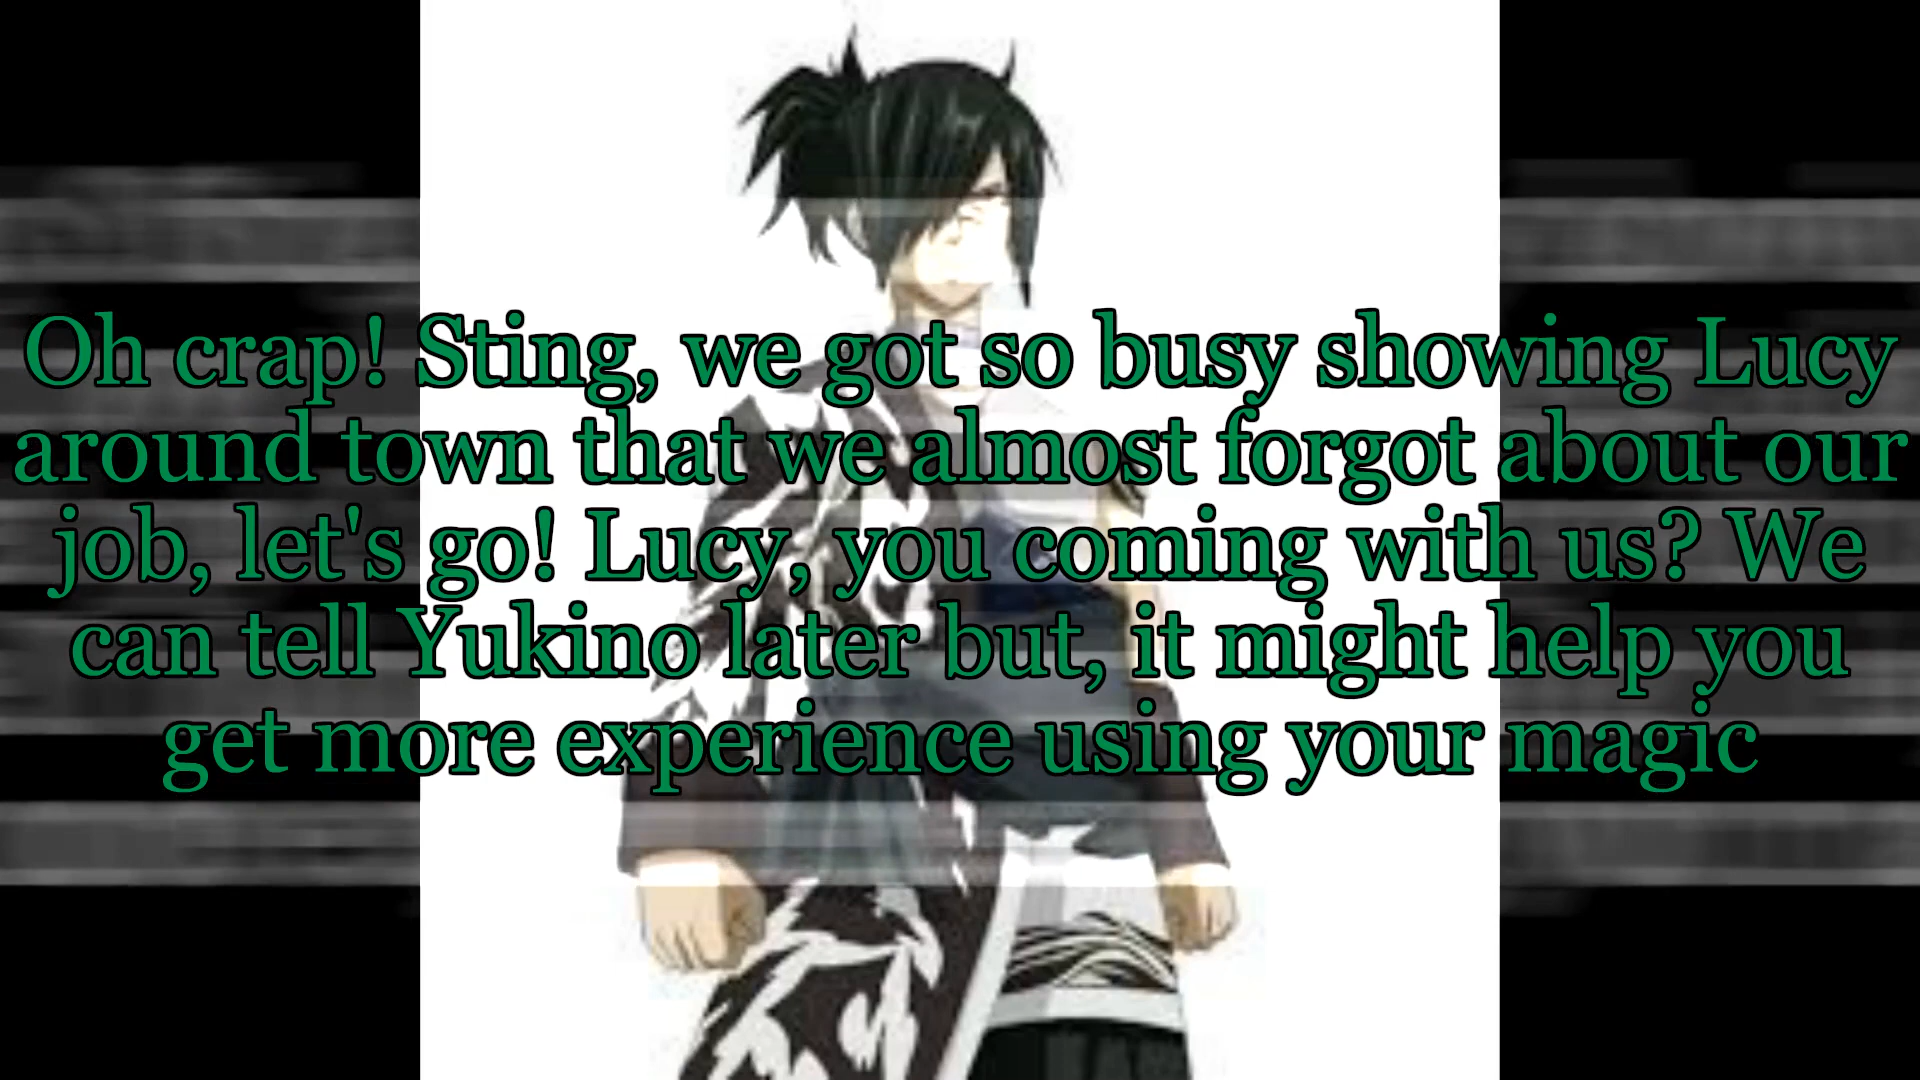 Oh crap! Sting, we got so busy showing Lucy
around town that we almost forgot about our
job, let's go! Lucy, you coming with us? We
can tell Yukino later but, it might help you
get more experience using your magic